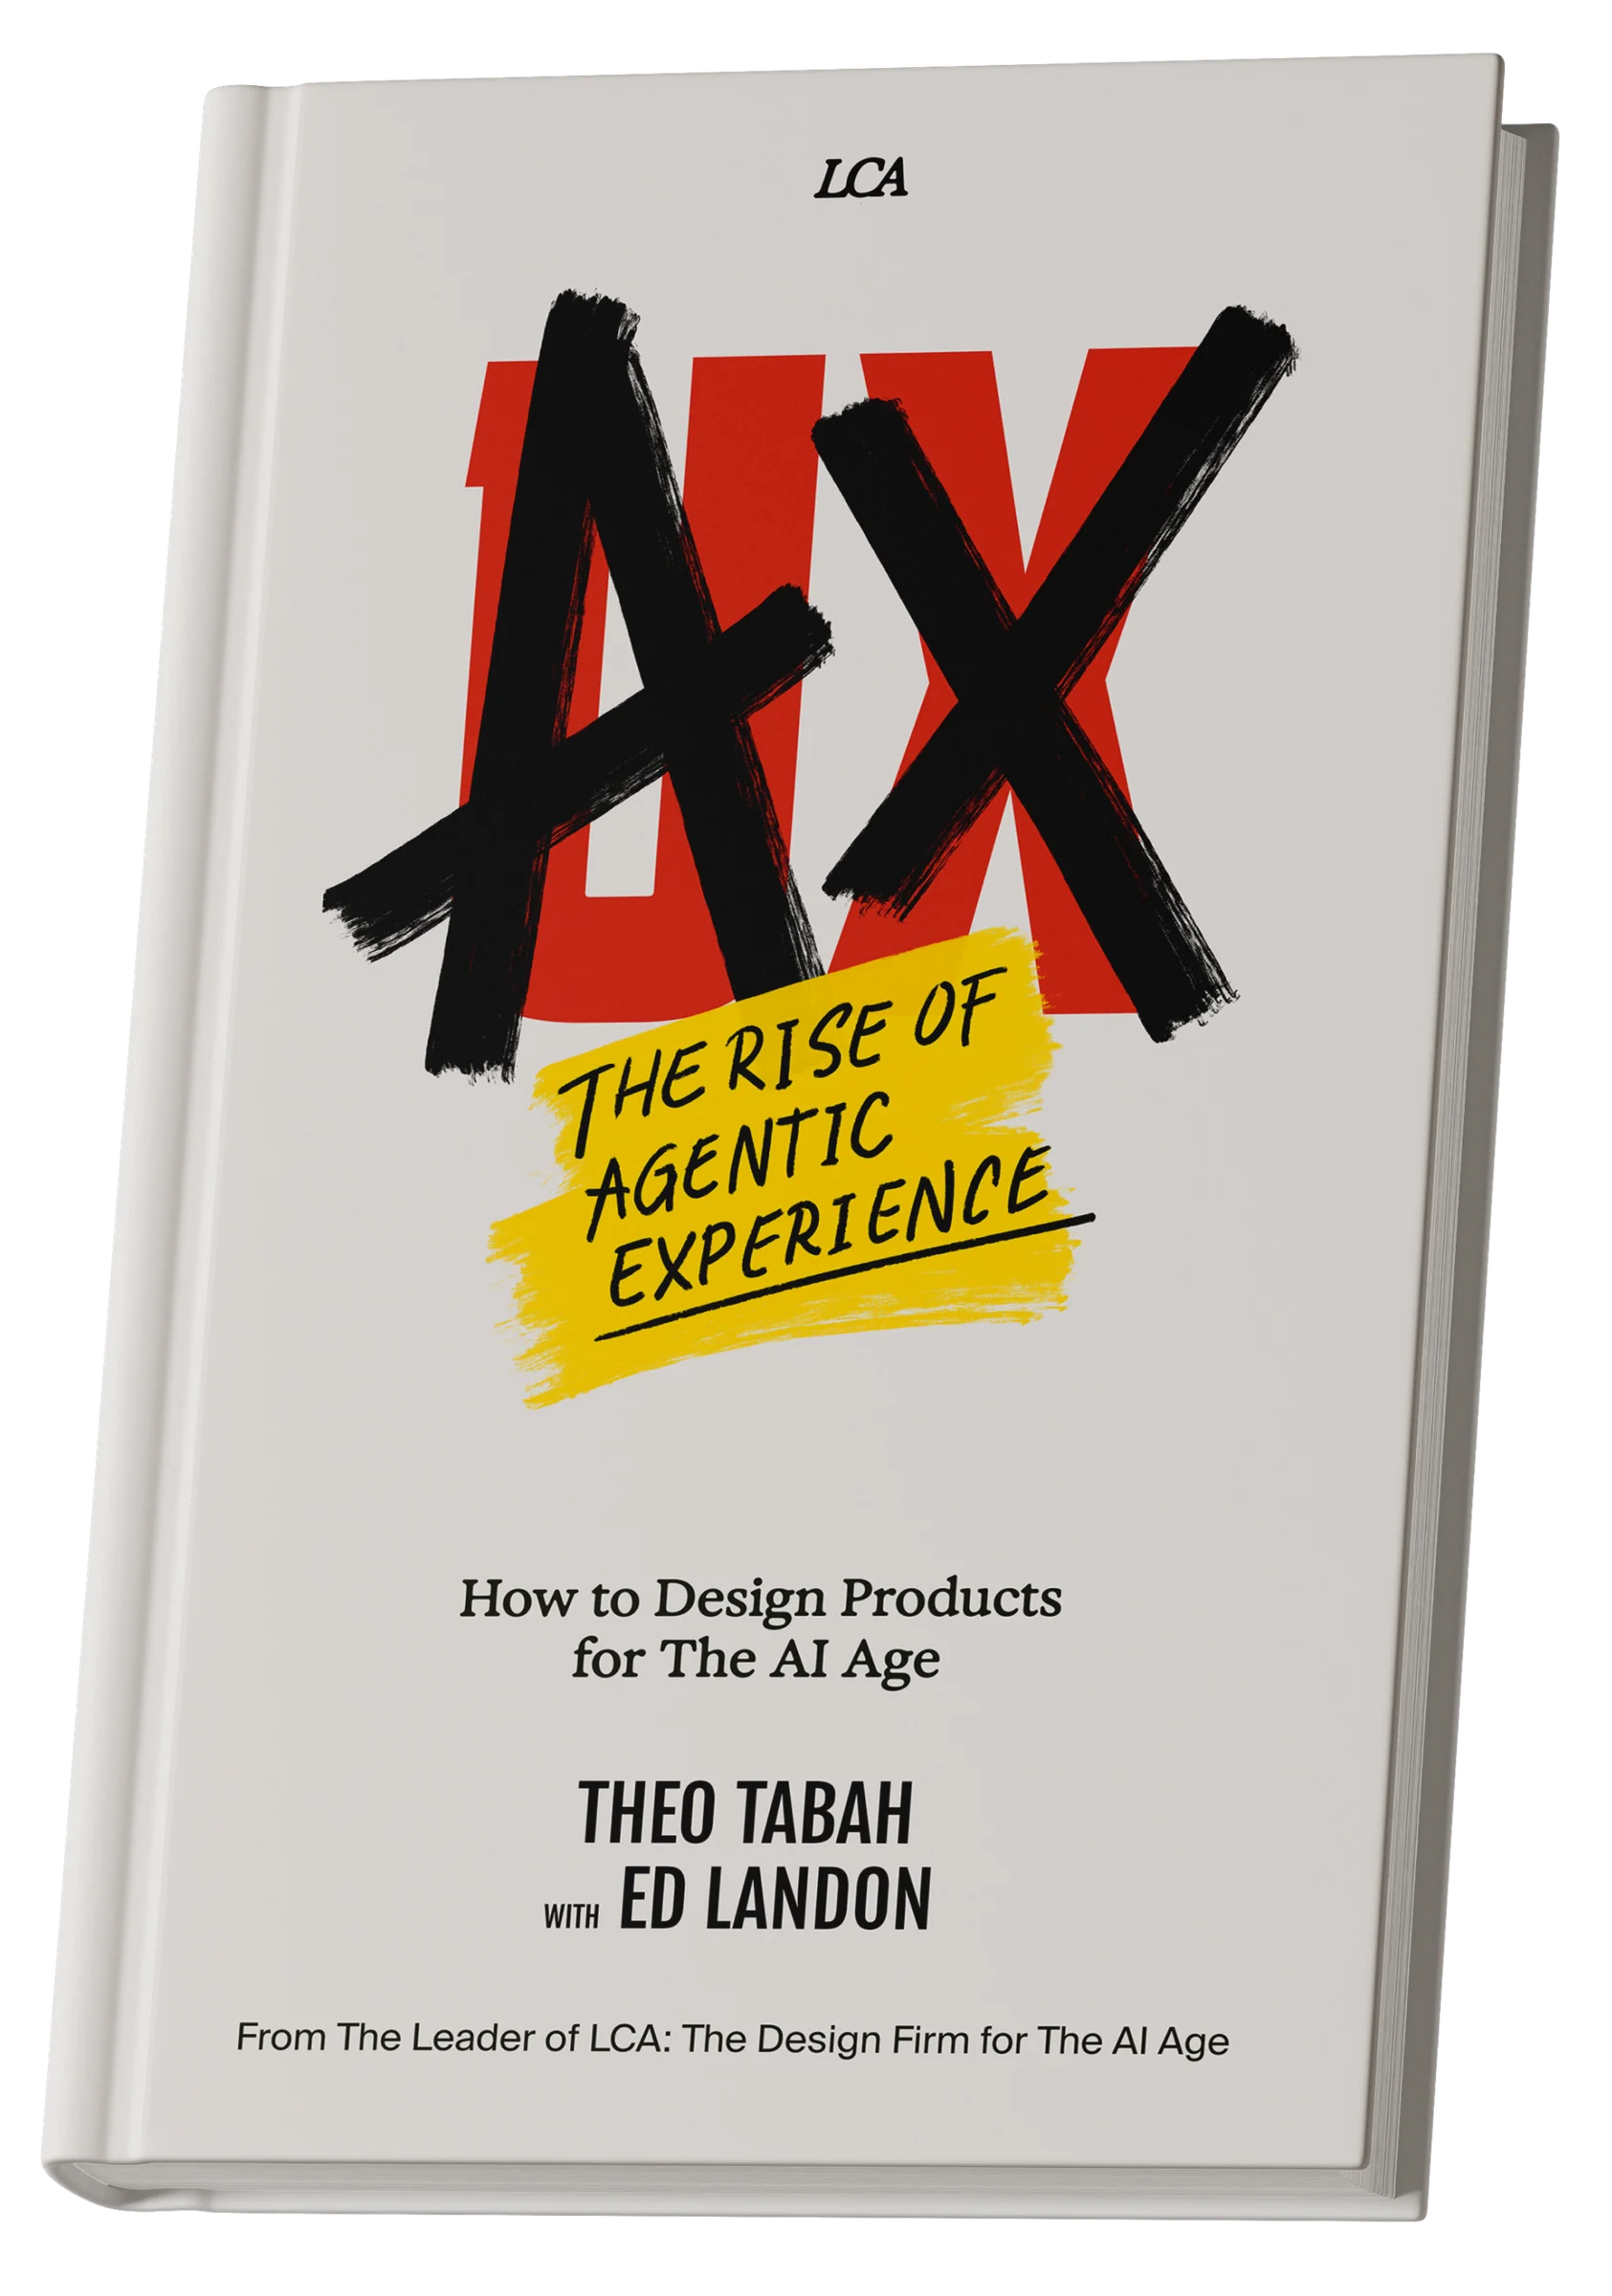 LCA
UX
AX
THE RISE OF
AGENTIC
EXPERIENCE
How to Design Products
for The AI Age
THEO TABAH
WITH ED LANDON
From The Leader of LCA: The Design Firm for The AI Age